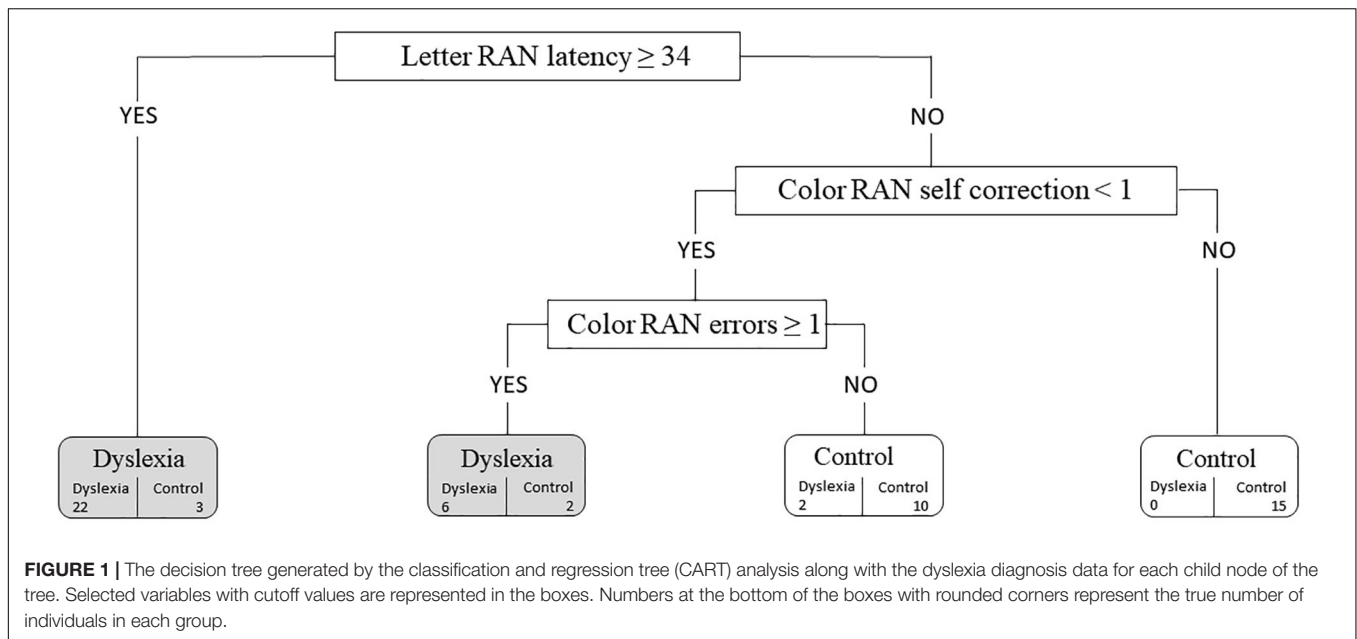 Letter RAN latency ≥ 34
YES
NO
Color RAN self correction < 1
YES
NO
Color RAN errors ≥ 1
YES
NO
Dyslexia
Dyslexia Control
22 3
Dyslexia
Dyslexia Control
6 2
Control
Dyslexia Control
2 10
Control
Dyslexia Control
0 15
FIGURE 1 | The decision tree generated by the classification and regression tree (CART) analysis along with the dyslexia diagnosis data for each child node of the
tree. Selected variables with cutoff values are represented in the boxes. Numbers at the bottom of the boxes with rounded corners represent the true number of
individuals in each group.